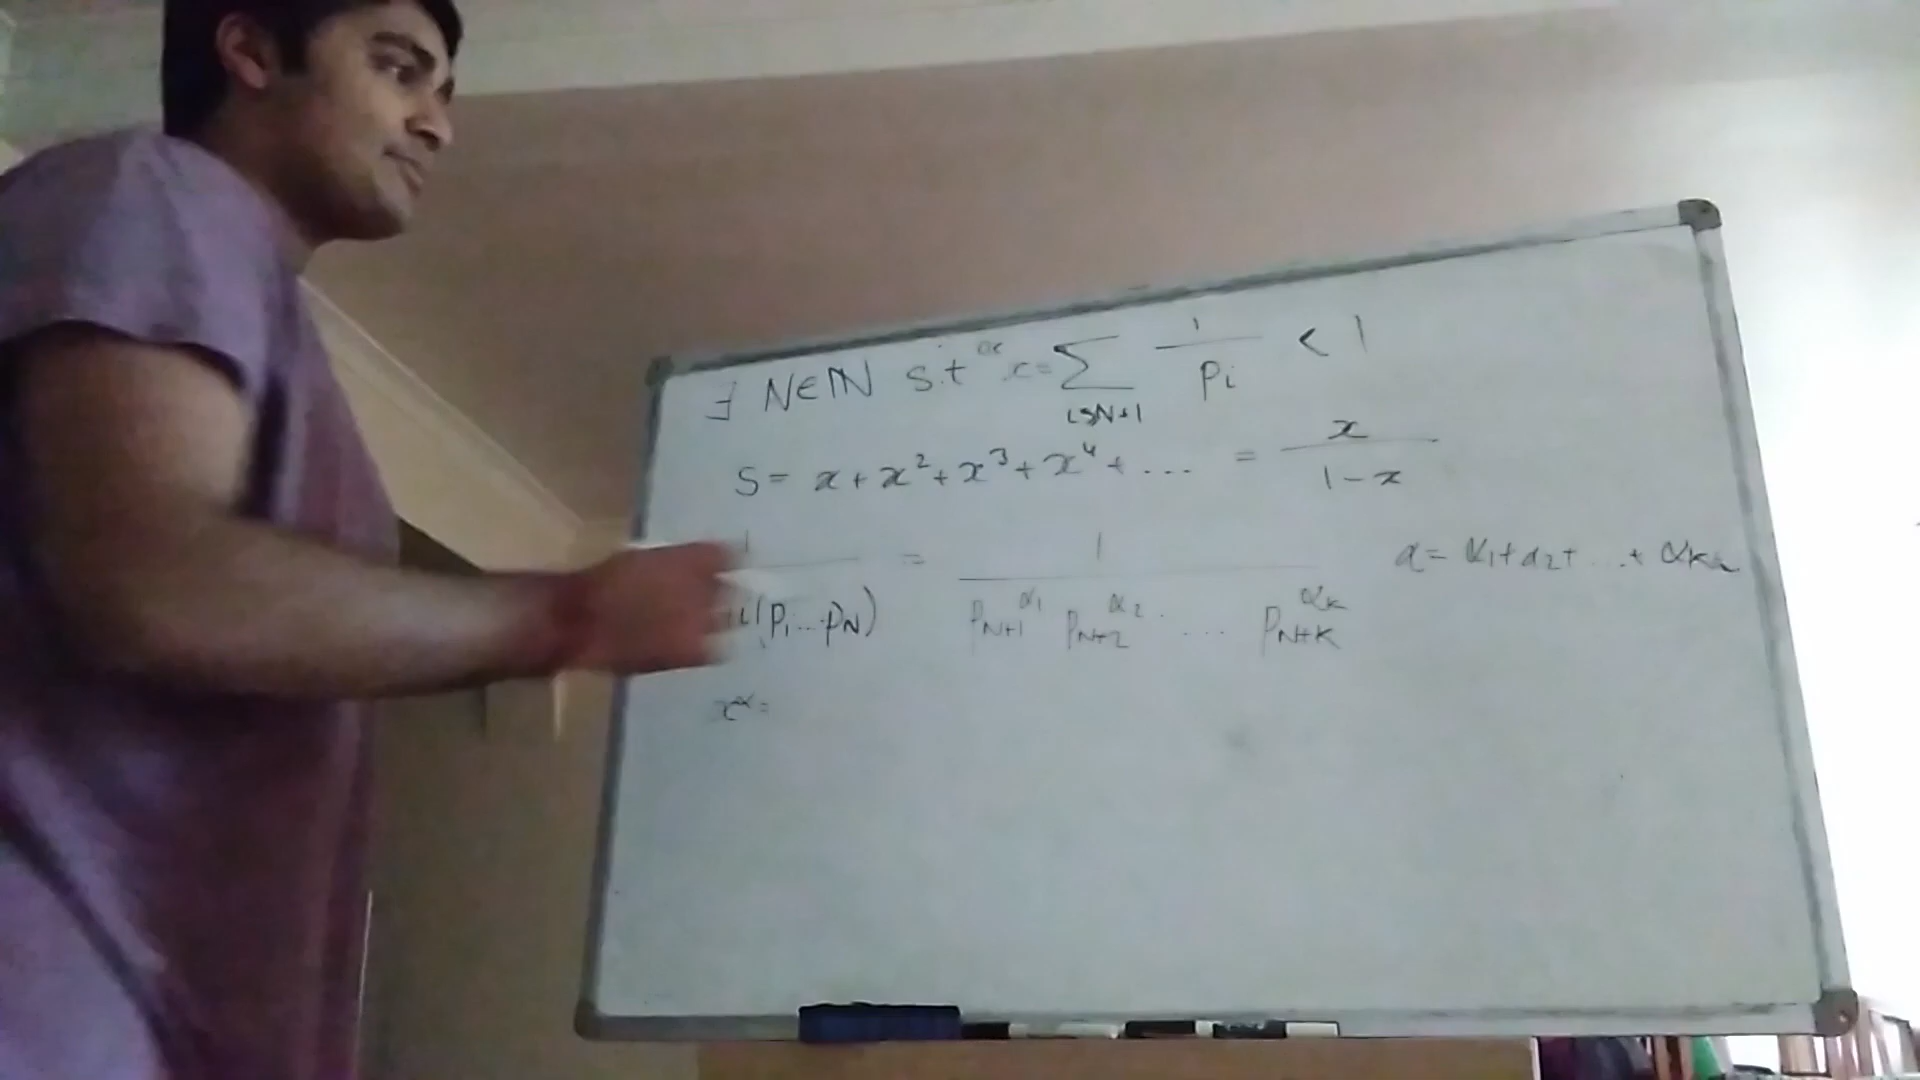 ∃ N∈ℕ s.t x = ∑_{i≥N+1}^{∞} 1/p_i < 1
S = x + x² + x³ + x⁴ + ... = x/(1-x)
1/(p₁...p_N) = 1/(p_{N+1}^{α₁} p_{N+2}^{α₂} ... p_{N+K}^{α_K}) α = α₁+α₂+ ... + α_K
x^α =